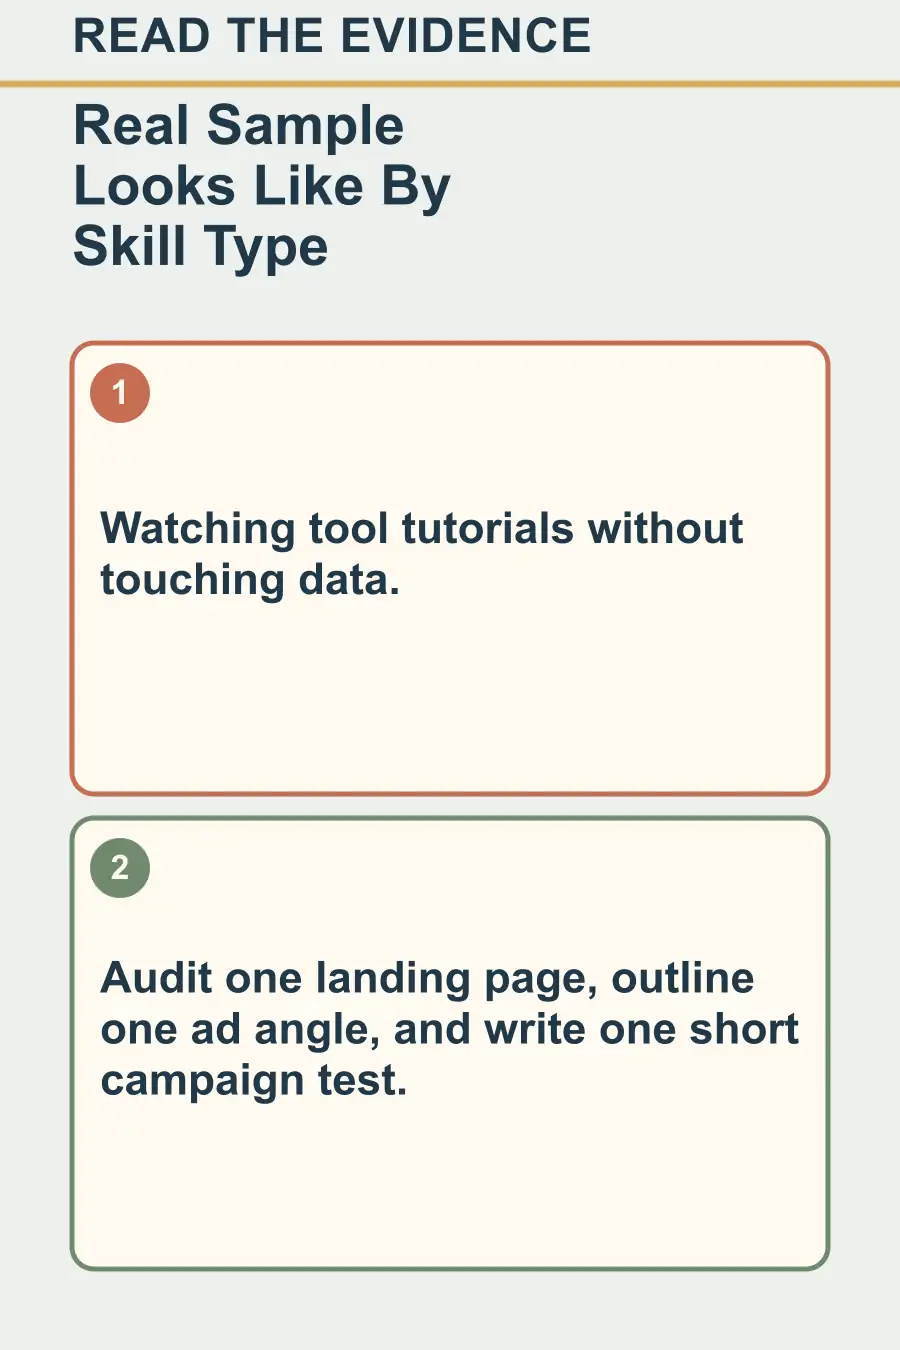 READ THE EVIDENCE
Real Sample
Looks Like By
Skill Type
1
Watching tool tutorials without
touching data.
2
Audit one landing page, outline
one ad angle, and write one short
campaign test.